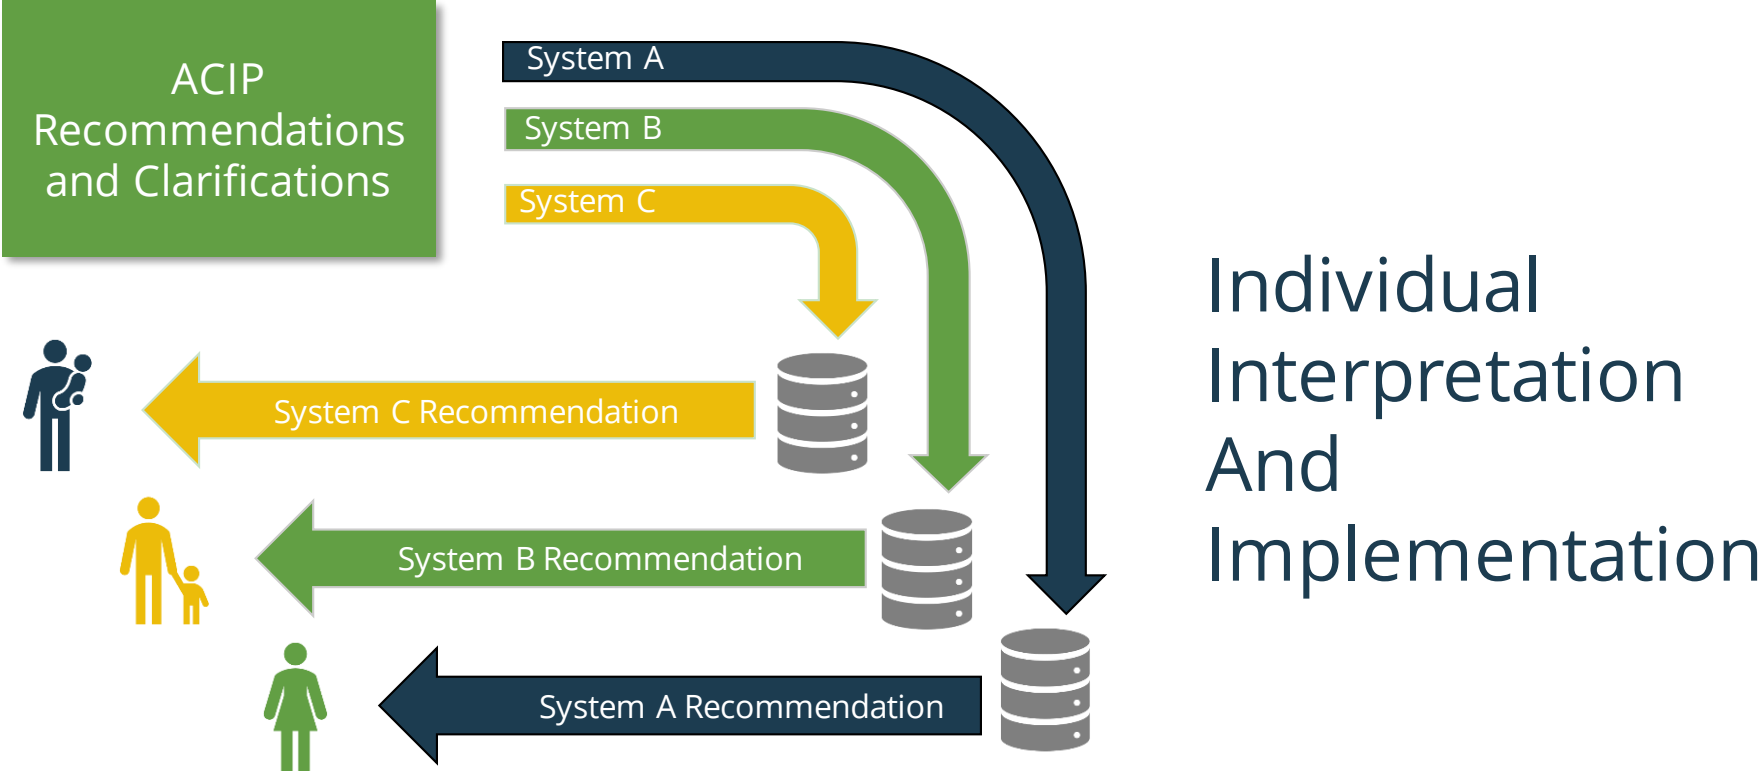 ACIP
Recommendations
and Clarifications
System A
System B
System C
System C Recommendation
System B Recommendation
System A Recommendation
Individual
Interpretation
And
Implementation